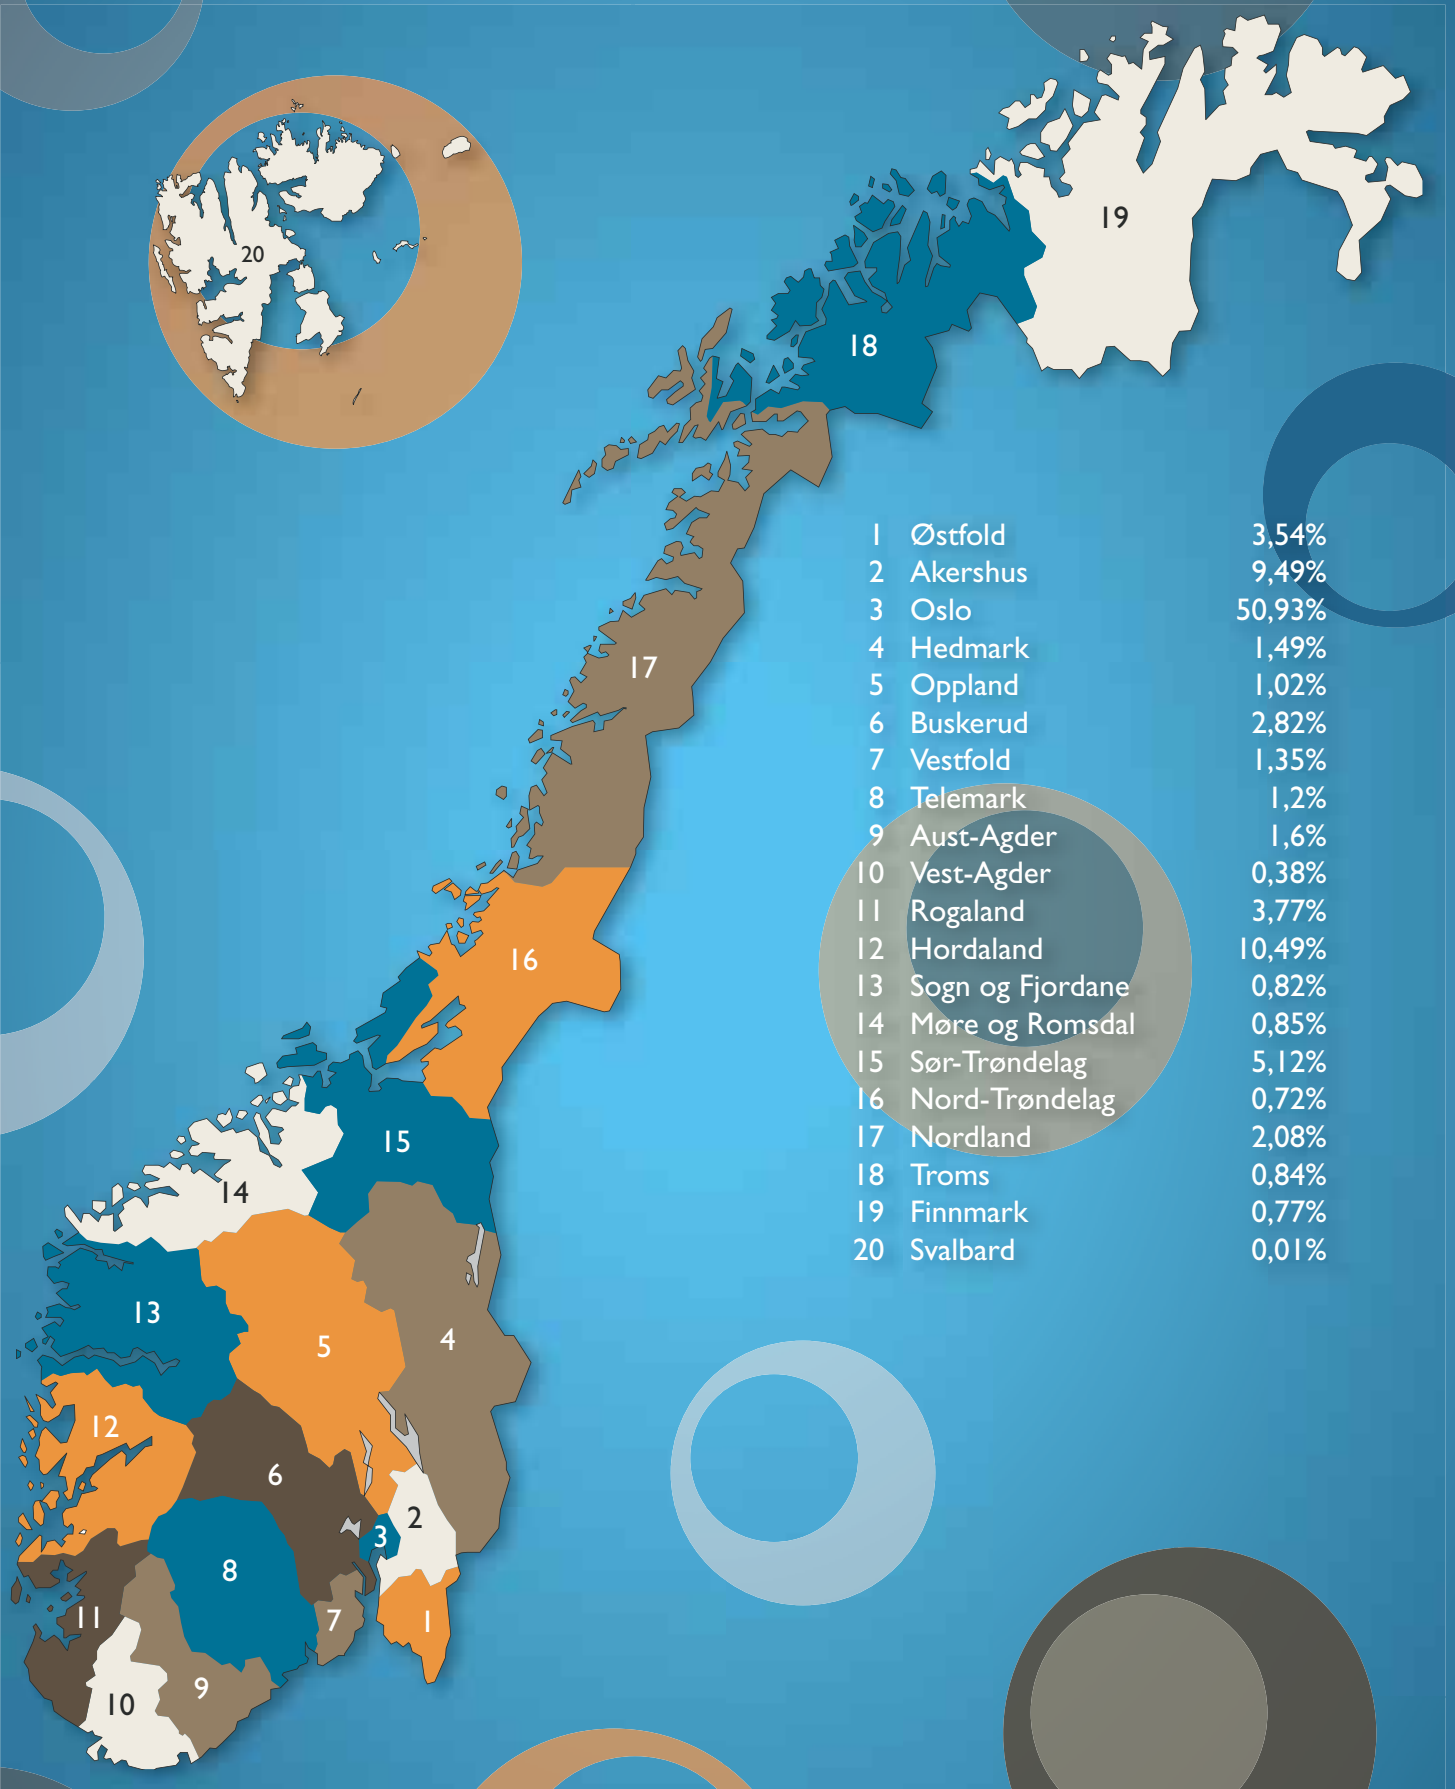 19
20
18
17
16
15
14
13
5
4
12
6
2
3
8
11
7
1
9
10
1 Østfold 3,54%
2 Akershus 9,49%
3 Oslo 50,93%
4 Hedmark 1,49%
5 Oppland 1,02%
6 Buskerud 2,82%
7 Vestfold 1,35%
8 Telemark 1,2%
9 Aust-Agder 1,6%
10 Vest-Agder 0,38%
11 Rogaland 3,77%
12 Hordaland 10,49%
13 Sogn og Fjordane 0,82%
14 Møre og Romsdal 0,85%
15 Sør-Trøndelag 5,12%
16 Nord-Trøndelag 0,72%
17 Nordland 2,08%
18 Troms 0,84%
19 Finnmark 0,77%
20 Svalbard 0,01%